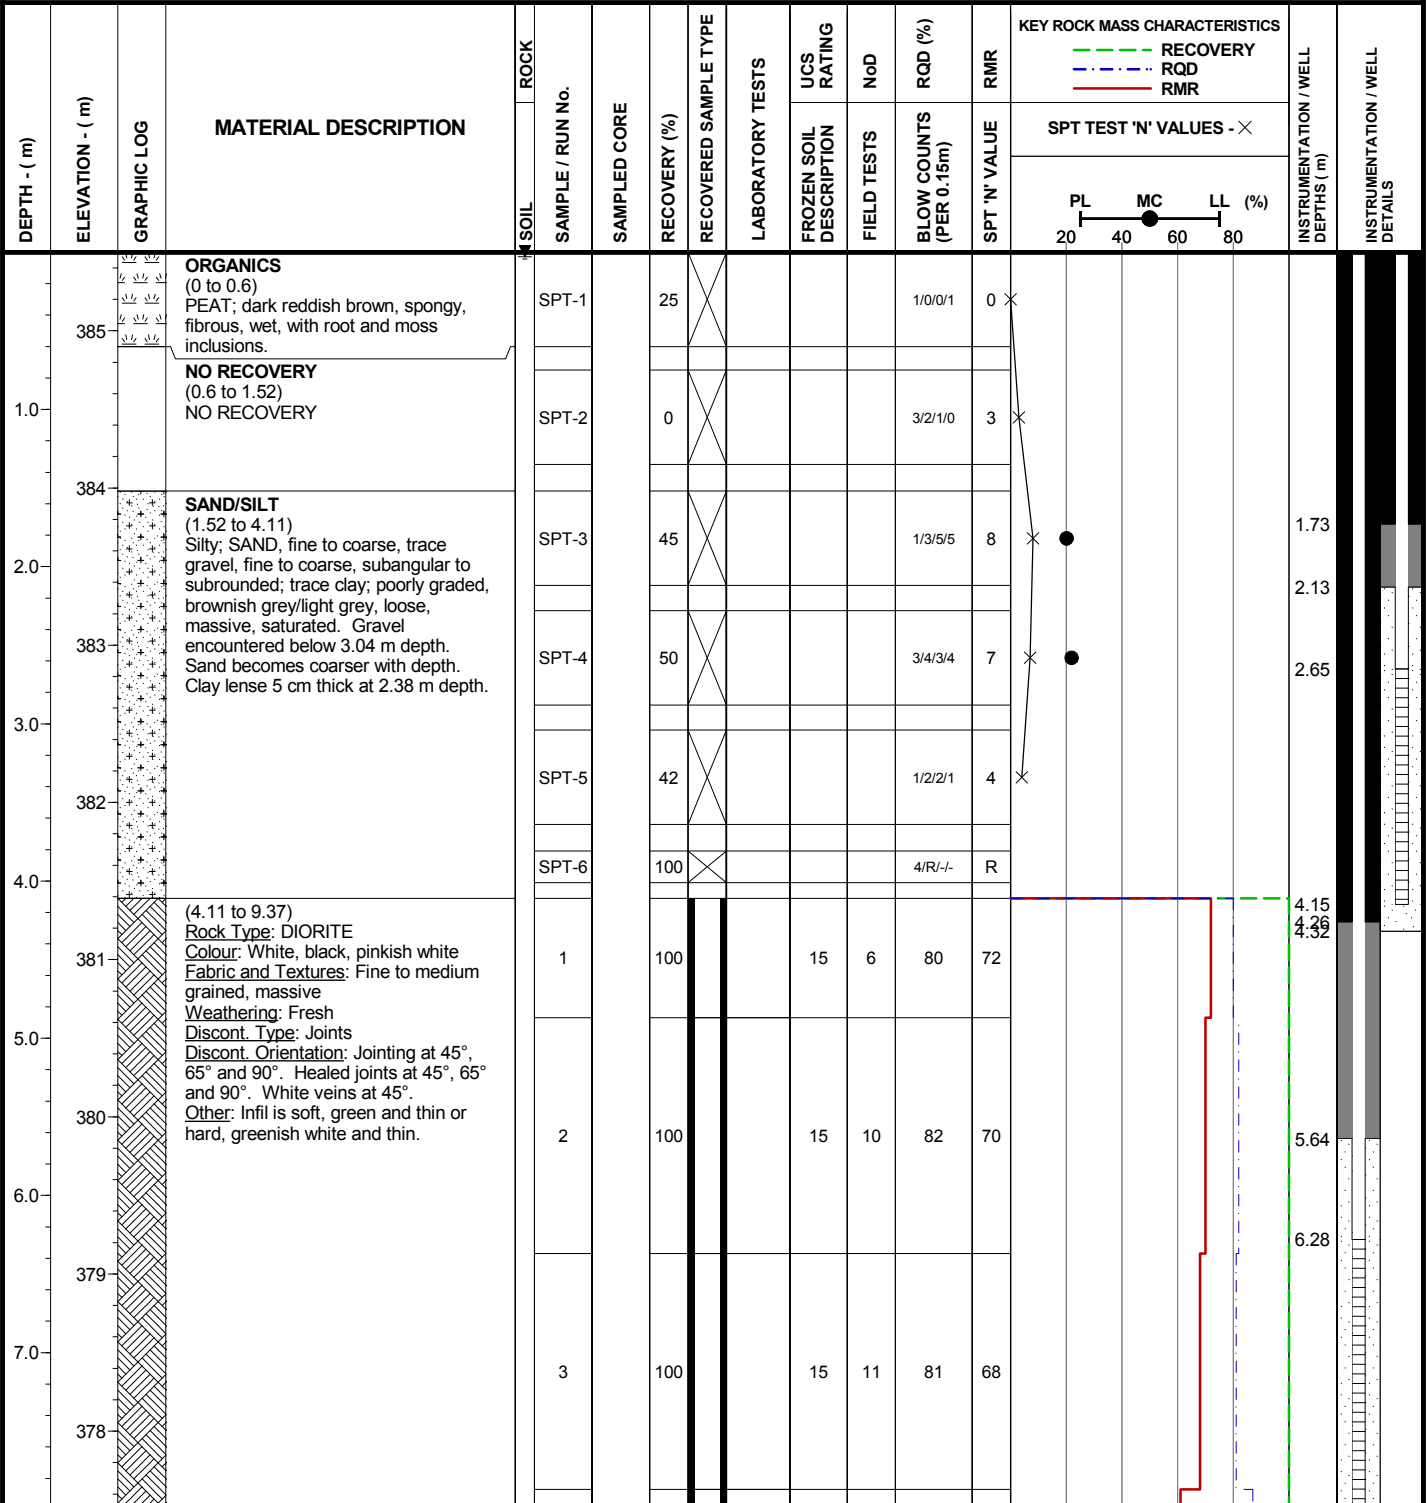 DEPTH - ( m)
ELEVATION - ( m)
GRAPHIC LOG
MATERIAL DESCRIPTION
ROCK
SOIL
SAMPLE / RUN No.
SAMPLED CORE
RECOVERY (%)
RECOVERED SAMPLE TYPE
LABORATORY TESTS
UCS
RATING
FROZEN SOIL
DESCRIPTION
NoD
FIELD TESTS
RQD (%)
BLOW COUNTS
(PER 0.15m)
RMR
SPT 'N' VALUE
KEY ROCK MASS CHARACTERISTICS
RECOVERY
RQD
RMR
SPT TEST 'N' VALUES - X
PL MC LL (%)
20 40 60 80
INSTRUMENTATION / WELL
DEPTHS ( m)
INSTRUMENTATION / WELL
DETAILS
ORGANICS
(0 to 0.6)
PEAT; dark reddish brown, spongy,
fibrous, wet, with root and moss
inclusions.
SPT-1 25 1/0/0/1 0
385
NO RECOVERY
(0.6 to 1.52)
NO RECOVERY
1.0
SPT-2 0 3/2/1/0 3
384
SAND/SILT
(1.52 to 4.11)
Silty; SAND, fine to coarse, trace
gravel, fine to coarse, subangular to
subrounded; trace clay; poorly graded,
brownish grey/light grey, loose,
massive, saturated. Gravel
encountered below 3.04 m depth.
Sand becomes coarser with depth.
Clay lense 5 cm thick at 2.38 m depth.
SPT-3 45 1/3/5/5 8
1.73
2.0
2.13
383
SPT-4 50 3/4/3/4 7
2.65
3.0
SPT-5 42 1/2/2/1 4
382
SPT-6 100 4/R/-/- R
4.0
(4.11 to 9.37)
Rock Type: DIORITE
Colour: White, black, pinkish white
Fabric and Textures: Fine to medium
grained, massive
Weathering: Fresh
Discont. Type: Joints
Discont. Orientation: Jointing at 45°,
65° and 90°. Healed joints at 45°, 65°
and 90°. White veins at 45°.
Other: Infil is soft, green and thin or
hard, greenish white and thin.
4.15
4.26
4.32
381
1 100 15 6 80 72
5.0
380
2 100 15 10 82 70
5.64
6.0
6.28
379
7.0
3 100 15 11 81 68
378